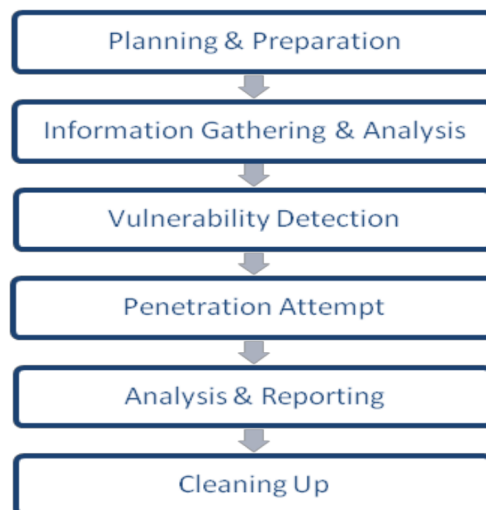 Planning & Preparation
Information Gathering & Analysis
Vulnerability Detection
Penetration Attempt
Analysis & Reporting
Cleaning Up